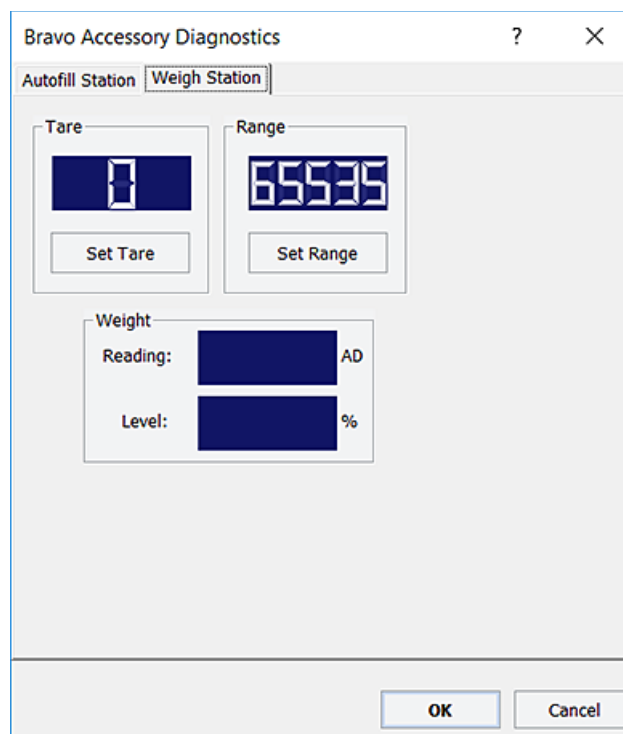 Bravo Accessory Diagnostics ? ×
Autofill Station Weigh Station
Tare Range
0 65535
Set Tare Set Range
Weight
Reading: AD
Level: %
OK Cancel